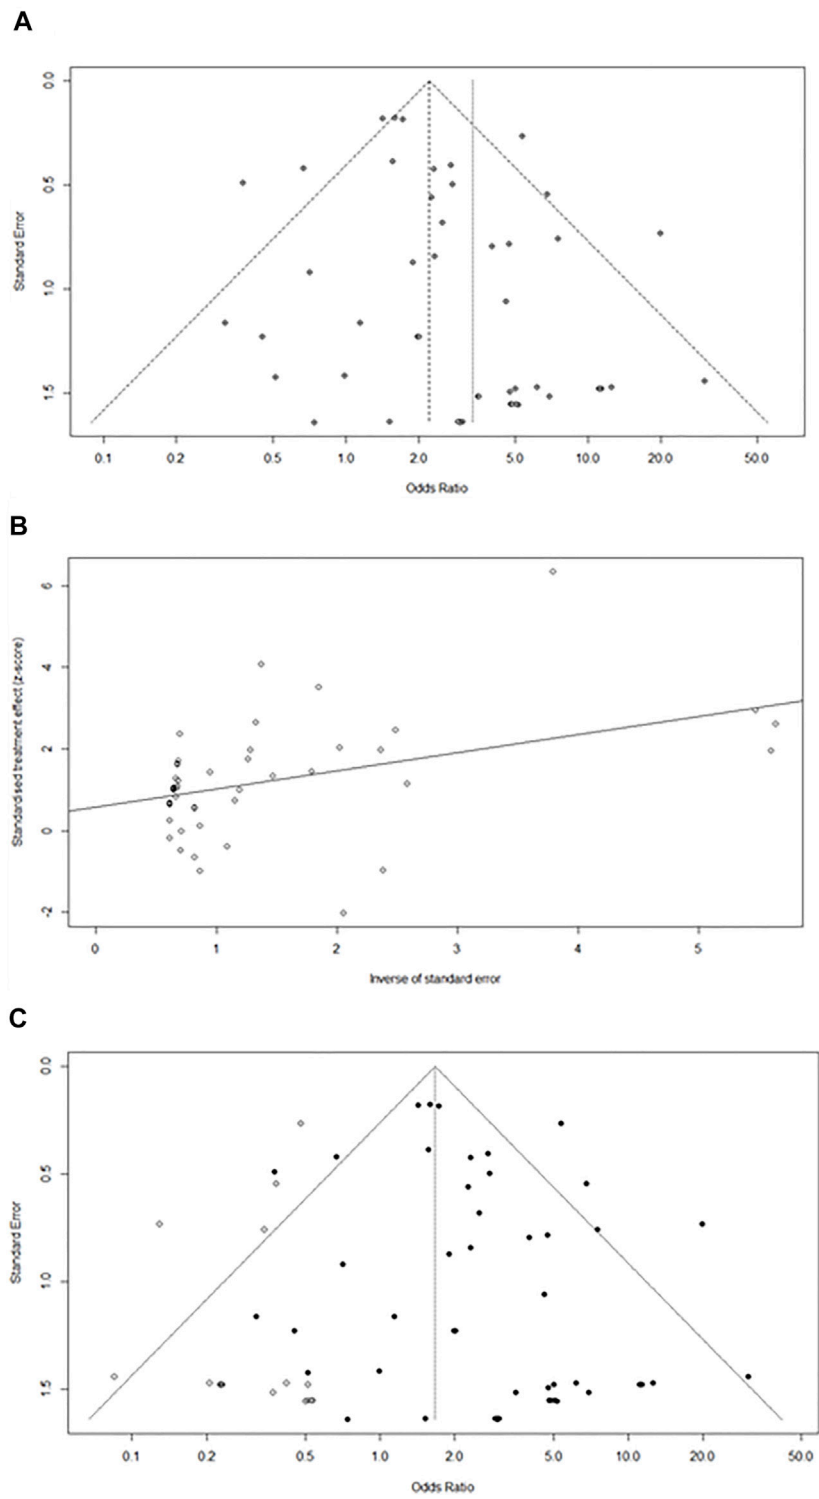 A
0.0
0.5
1.0
1.5
Standard Error
0.1 0.2 0.5 1.0 2.0 5.0 10.0 20.0 50.0
Odds Ratio
B
6
4
2
0
-2
Standardised treatment effect (z-score)
0 1 2 3 4 5
Inverse of standard error
C
0.0
0.5
1.0
1.5
Standard Error
0.1 0.2 0.5 1.0 2.0 5.0 10.0 20.0 50.0
Odds Ratio